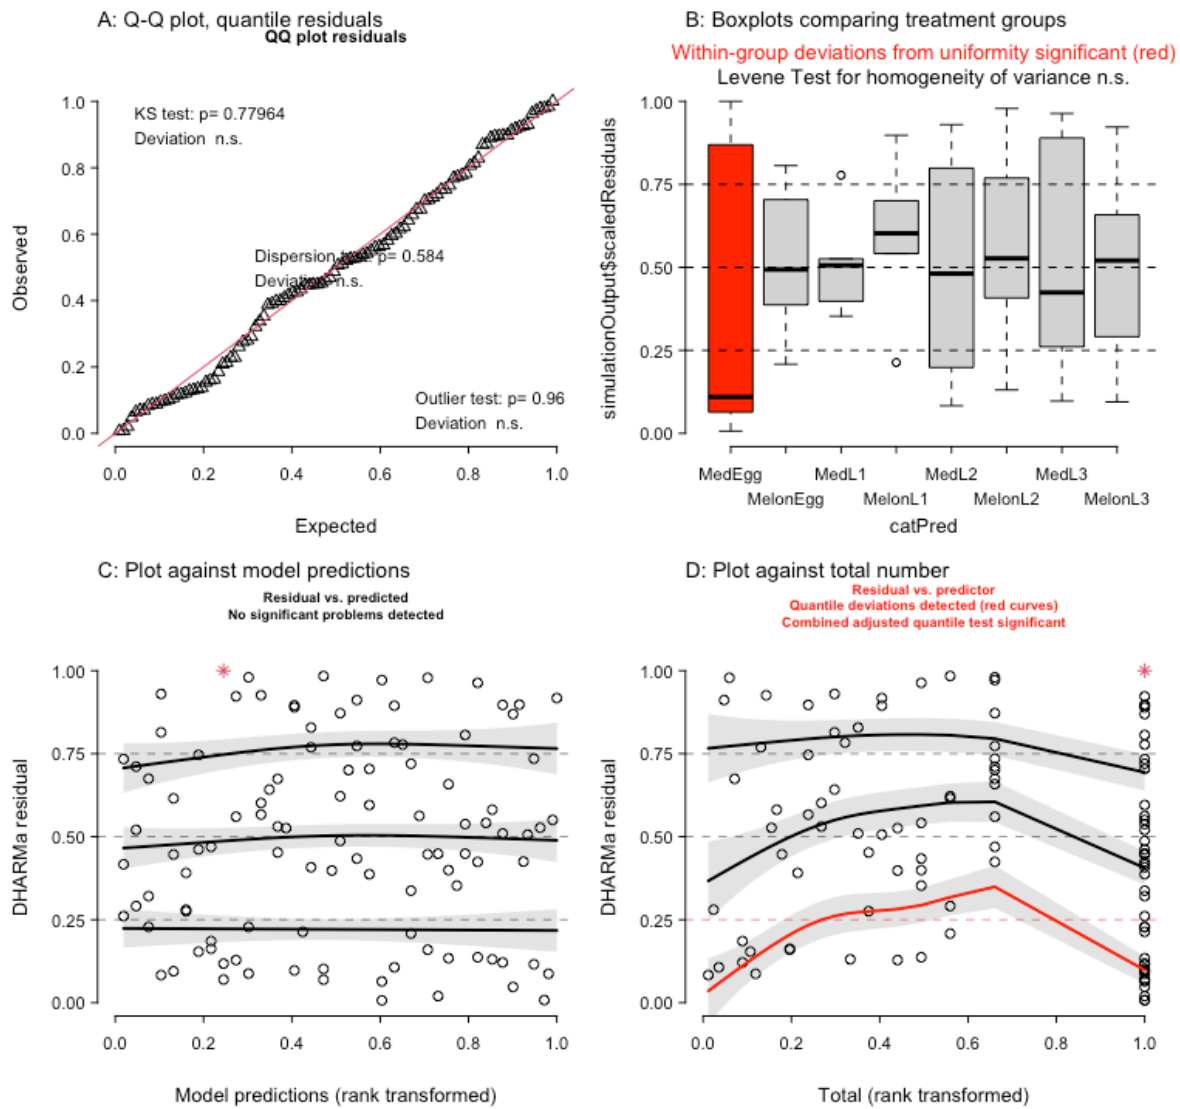 A: Q-Q plot, quantile residuals
QQ plot residuals
KS test: p= 0.77964
Deviation n.s.
Dispersion test: p= 0.584
Deviation n.s.
Outlier test: p= 0.96
Deviation n.s.
Observed
1.0
0.8
0.6
0.4
0.2
0.0
0.0 0.2 0.4 0.6 0.8 1.0
Expected
B: Boxplots comparing treatment groups
Within-group deviations from uniformity significant (red)
Levene Test for homogeneity of variance n.s.
simulationOutput$scaledResiduals
1.00
0.75
0.50
0.25
0.00
MedEgg MedL1 MedL2 MedL3
MelonEgg MelonL1 MelonL2 MelonL3
catPred
C: Plot against model predictions
Residual vs. predicted
No significant problems detected
DHARMa residual
1.00
0.75
0.50
0.25
0.00
0.0 0.2 0.4 0.6 0.8 1.0
Model predictions (rank transformed)
D: Plot against total number
Residual vs. predictor
Quantile deviations detected (red curves)
Combined adjusted quantile test significant
DHARMa residual
1.00
0.75
0.50
0.25
0.00
0.0 0.2 0.4 0.6 0.8 1.0
Total (rank transformed)